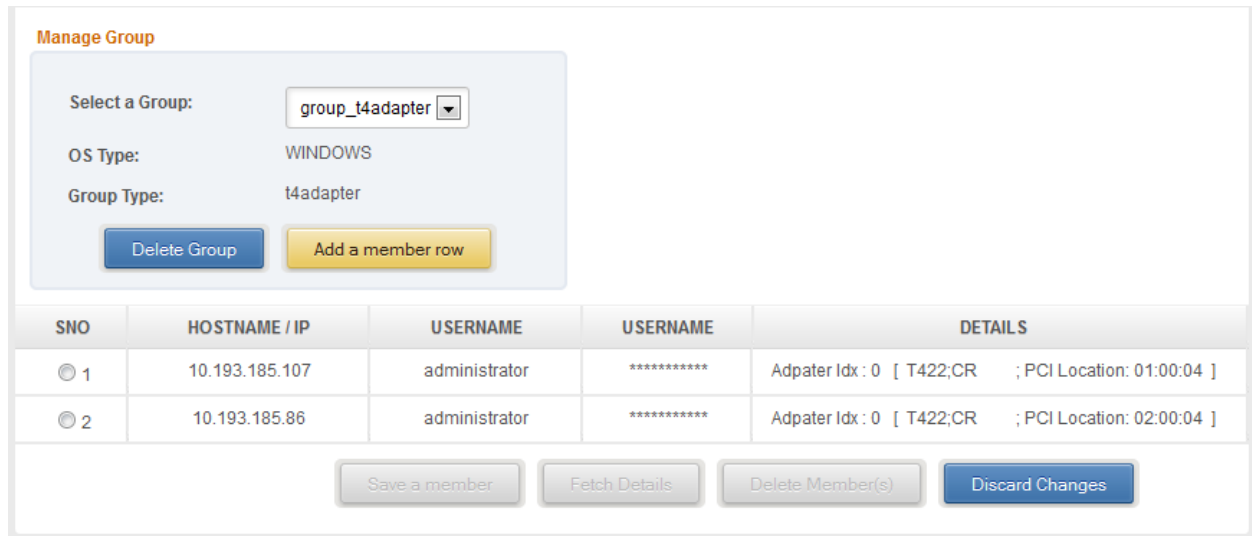 Manage Group
Select a Group: group_t4adapter
OS Type: WINDOWS
Group Type: t4adapter
Delete Group Add a member row
SNO HOSTNAME / IP USERNAME USERNAME DETAILS
1 10.193.185.107 administrator *********** Adpater Idx : 0 [ T422;CR ; PCI Location: 01:00:04 ]
2 10.193.185.86 administrator *********** Adpater Idx : 0 [ T422;CR ; PCI Location: 02:00:04 ]
Save a member Fetch Details Delete Member(s) Discard Changes